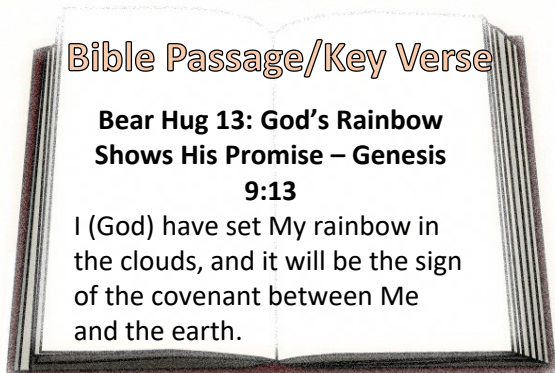 Bible Passage/Key Verse
Bear Hug 13: God’s Rainbow
Shows His Promise – Genesis
9:13
I (God) have set My rainbow in
the clouds, and it will be the sign
of the covenant between Me
and the earth.